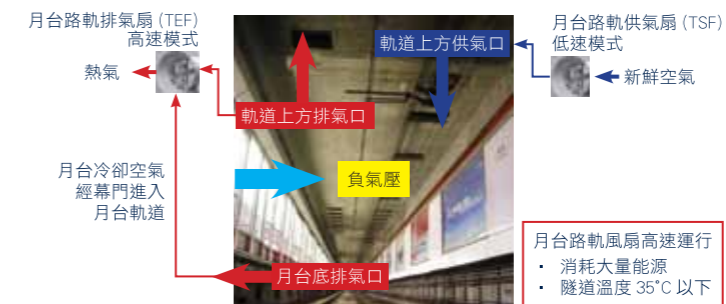 月台路軌排氣扇 (TEF)
高速模式
熱氣
軌道上方供氣口
月台路軌供氣扇 (TSF)
低速模式
新鮮空氣
軌道上方排氣口
月台冷卻空氣
經幕門進入
月台軌道
負氣壓
月台底排氣口
月台路軌風扇高速運行
▪ 消耗大量能源
▪ 隧道溫度 35˚C 以下